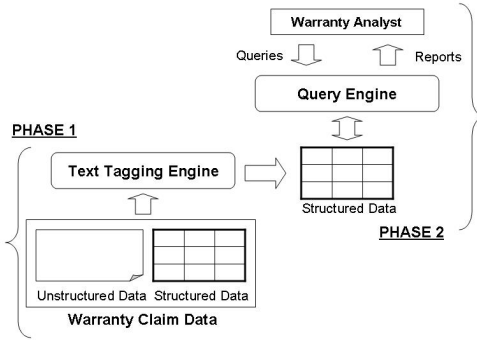 Warranty Analyst
Queries
Reports
Query Engine
PHASE 1
Text Tagging Engine
Structured Data
PHASE 2
Unstructured Data
Structured Data
Warranty Claim Data